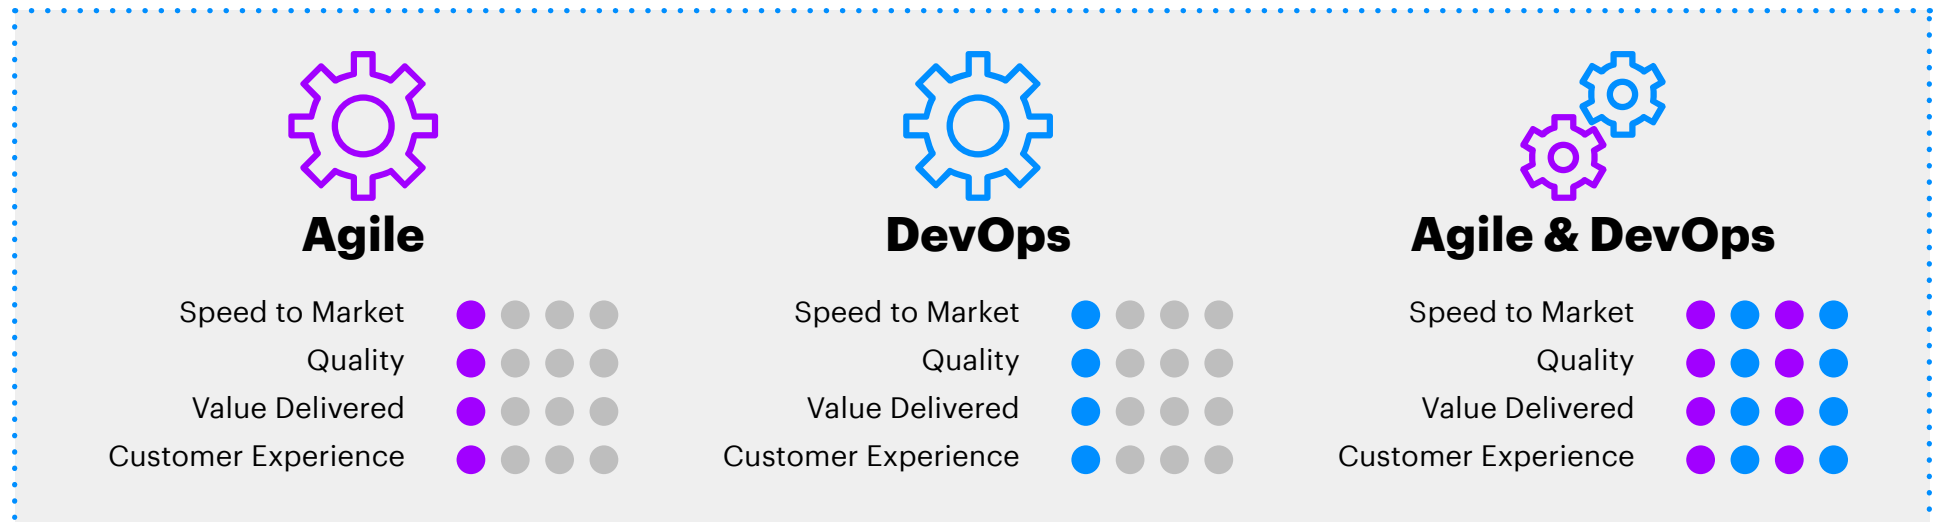 Agile
Speed to Market
Quality
Value Delivered
Customer Experience
DevOps
Speed to Market
Quality
Value Delivered
Customer Experience
Agile & DevOps
Speed to Market
Quality
Value Delivered
Customer Experience